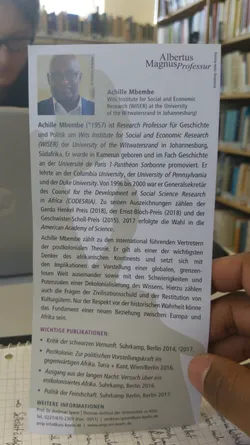 Albertus
Magnus Professur
Achille Mbembe
Wits Institute for Social and Economic
Research (WISER) at the University
of the Witwatersrand in Johannesburg)
Achille Mbembe (*1957) ist Research Professor für Geschichte
und Politik am Wits Institute for Social and Economic Research
(WISER) der University of the Witwatersrand in Johannesburg,
Südafrika. Er wurde in Kamerun geboren und im Fach Geschichte
an der Université de Paris 1-Panthéon Sorbonne promoviert. Er
lehrte an der Columbia University, der University of Pennsylvania
und der Duke University. Von 1996 bis 2000 war er Generalsekretär
des Council for the Development of Social Science Research
in Africa (CODESRIA). Zu seinen Auszeichnungen zählen der
Gerda Henkel Preis (2018), der Ernst-Bloch-Preis (2018) und der
Geschwister-Scholl-Preis (2015). 2017 erfolgte die Wahl in die
American Academy of Science.
Achille Mbembe zählt zu den international führenden Vertretern
der postkolonialen Theorie. Er gilt als einer der wichtigsten
Denker des afrikanischen Kontinents und setzt sich mit
den Implikationen der Vorstellung einer globalen, grenzen-
losen Welt auseinander sowie mit den Schwierigkeiten und
Potenzialen einer Dekolonialisierung des Wissens. Hierzu zählen
auch die Fragen der Zivilisationsschuld und der Restitution von
Kulturgütern. Nur der Respekt vor der historischen Wahrheit könne
das Fundament einer neuen Beziehung zwischen Europa und
Afrika sein.
WICHTIGE PUBLIKATIONEN:
• Kritik der schwarzen Vernunft. Suhrkamp, Berlin 2014,
• Postkolonie. Zur politischen Vorstellungskraft im
gegenwärtigen Afrika. Turia + Kant, Wien/Berlin 2016.
• Ausgang aus der langen Nacht. Versuch über ein
entkolonisiertes Afrika. Suhrkamp, Berlin 2016.
• Politik der Feindschaft. Suhrkamp Berlin, Berlin 2017.
WEITERE INFORMATIONEN
Prof. Dr. Andreas Speer | Thomas-Institut der Universität zu Köln